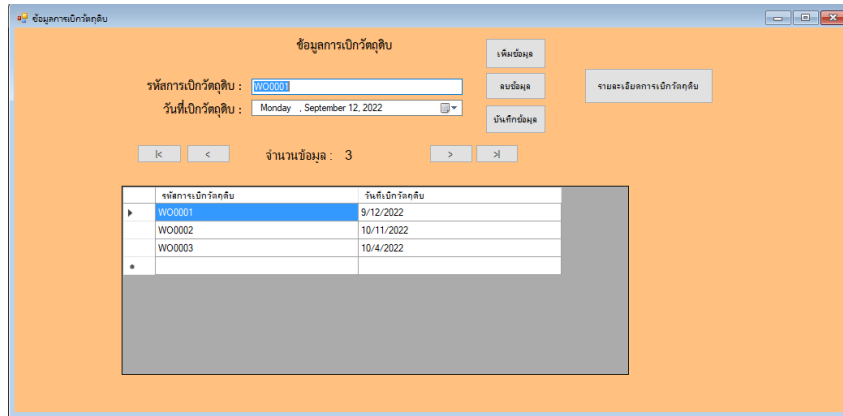 ข้อมูลการเบิกวัตถุดิบ
ข้อมูลการเบิกวัตถุดิบ
เพิ่มข้อมูล
รหัสการเบิกวัตถุดิบ : WO0001
ลบข้อมูล
รายละเอียดการเบิกวัตถุดิบ
วันที่เบิกวัตถุดิบ : Monday , September 12, 2022
บันทึกข้อมูล
|< < จำนวนข้อมูล : 3 > >|
รหัสการเบิกวัตถุดิบ วันที่เบิกวัตถุดิบ
WO0001 9/12/2022
WO0002 10/11/2022
WO0003 10/4/2022